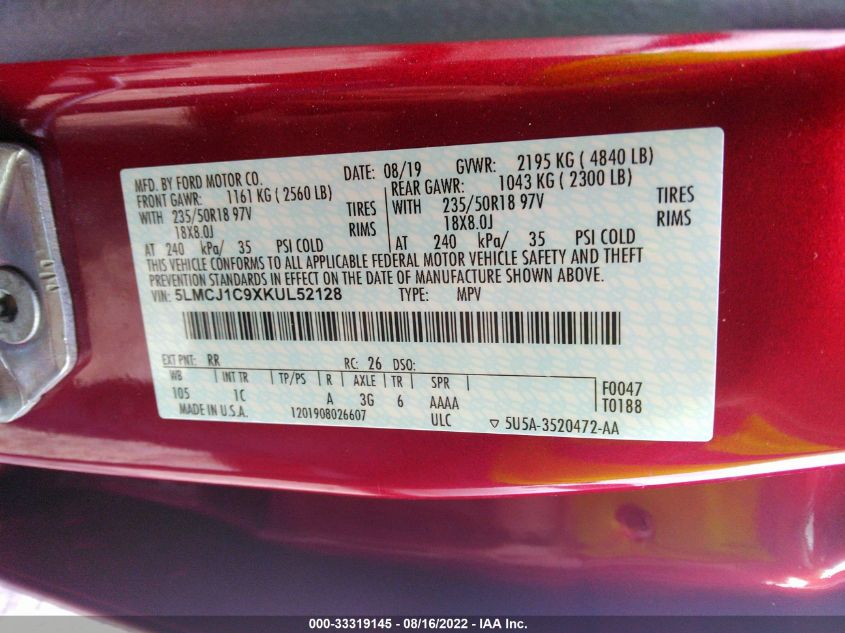 MFD. BY FORD MOTOR CO. DATE: 08/19 GVWR: 2195 KG ( 4840 LB)
FRONT GAWR: 1161 KG ( 2560 LB) REAR GAWR: 1043 KG ( 2300 LB)
WITH 235/50R18 97V TIRES WITH 235/50R18 97V TIRES
18X8.0J RIMS 18X8.0J RIMS
AT 240 kPa/ 35 PSI COLD AT 240 kPa/ 35 PSI COLD
THIS VEHICLE CONFORMS TO ALL APPLICABLE FEDERAL MOTOR VEHICLE SAFETY AND THEFT
PREVENTION STANDARDS IN EFFECT ON THE DATE OF MANUFACTURE SHOWN ABOVE.
VIN: 5LMCJ1C9XKUL52128 TYPE: MPV
EXT PNT: RR RC: 26 DSO:
WB INT TR TP/PS R AXLE TR SPR F0047
105 1C A 3G 6 AAAA T0188
MADE IN U.S.A. 1201908026607 ULC ▽ 5U5A-3520472-AA
000-33319145 - 08/16/2022 - IAA Inc.